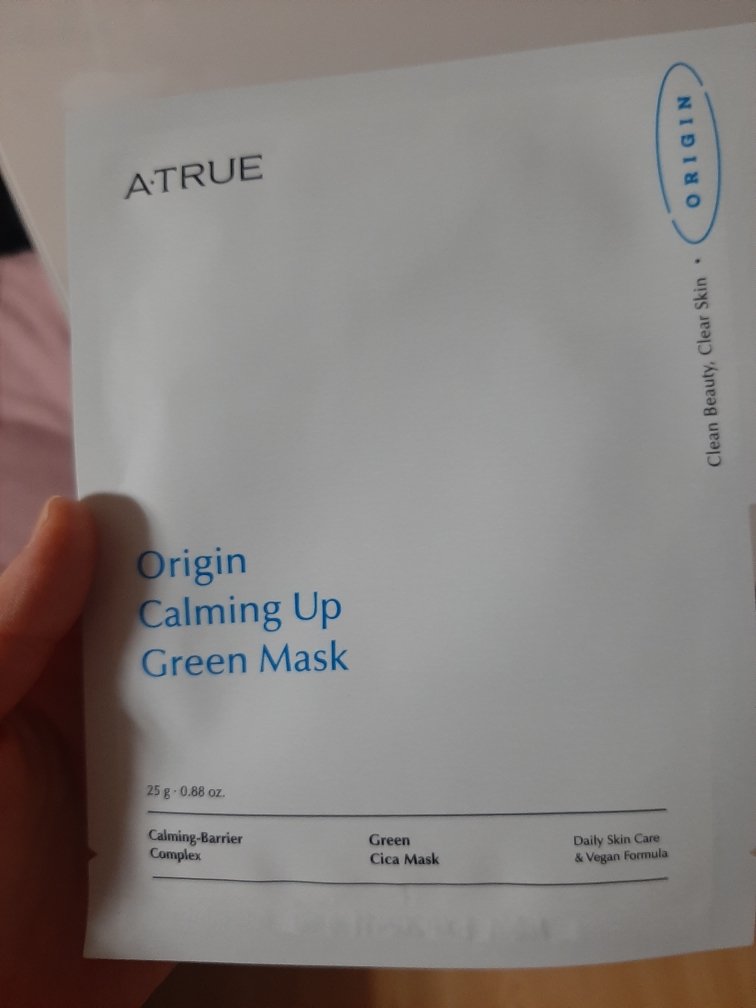 A·TRUE
ORIGIN
Clean Beauty, Clear Skin •
Origin
Calming Up
Green Mask
25 g · 0.88 oz.
Calming-Barrier
Complex
Green
Cica Mask
Daily Skin Care
& Vegan Formula